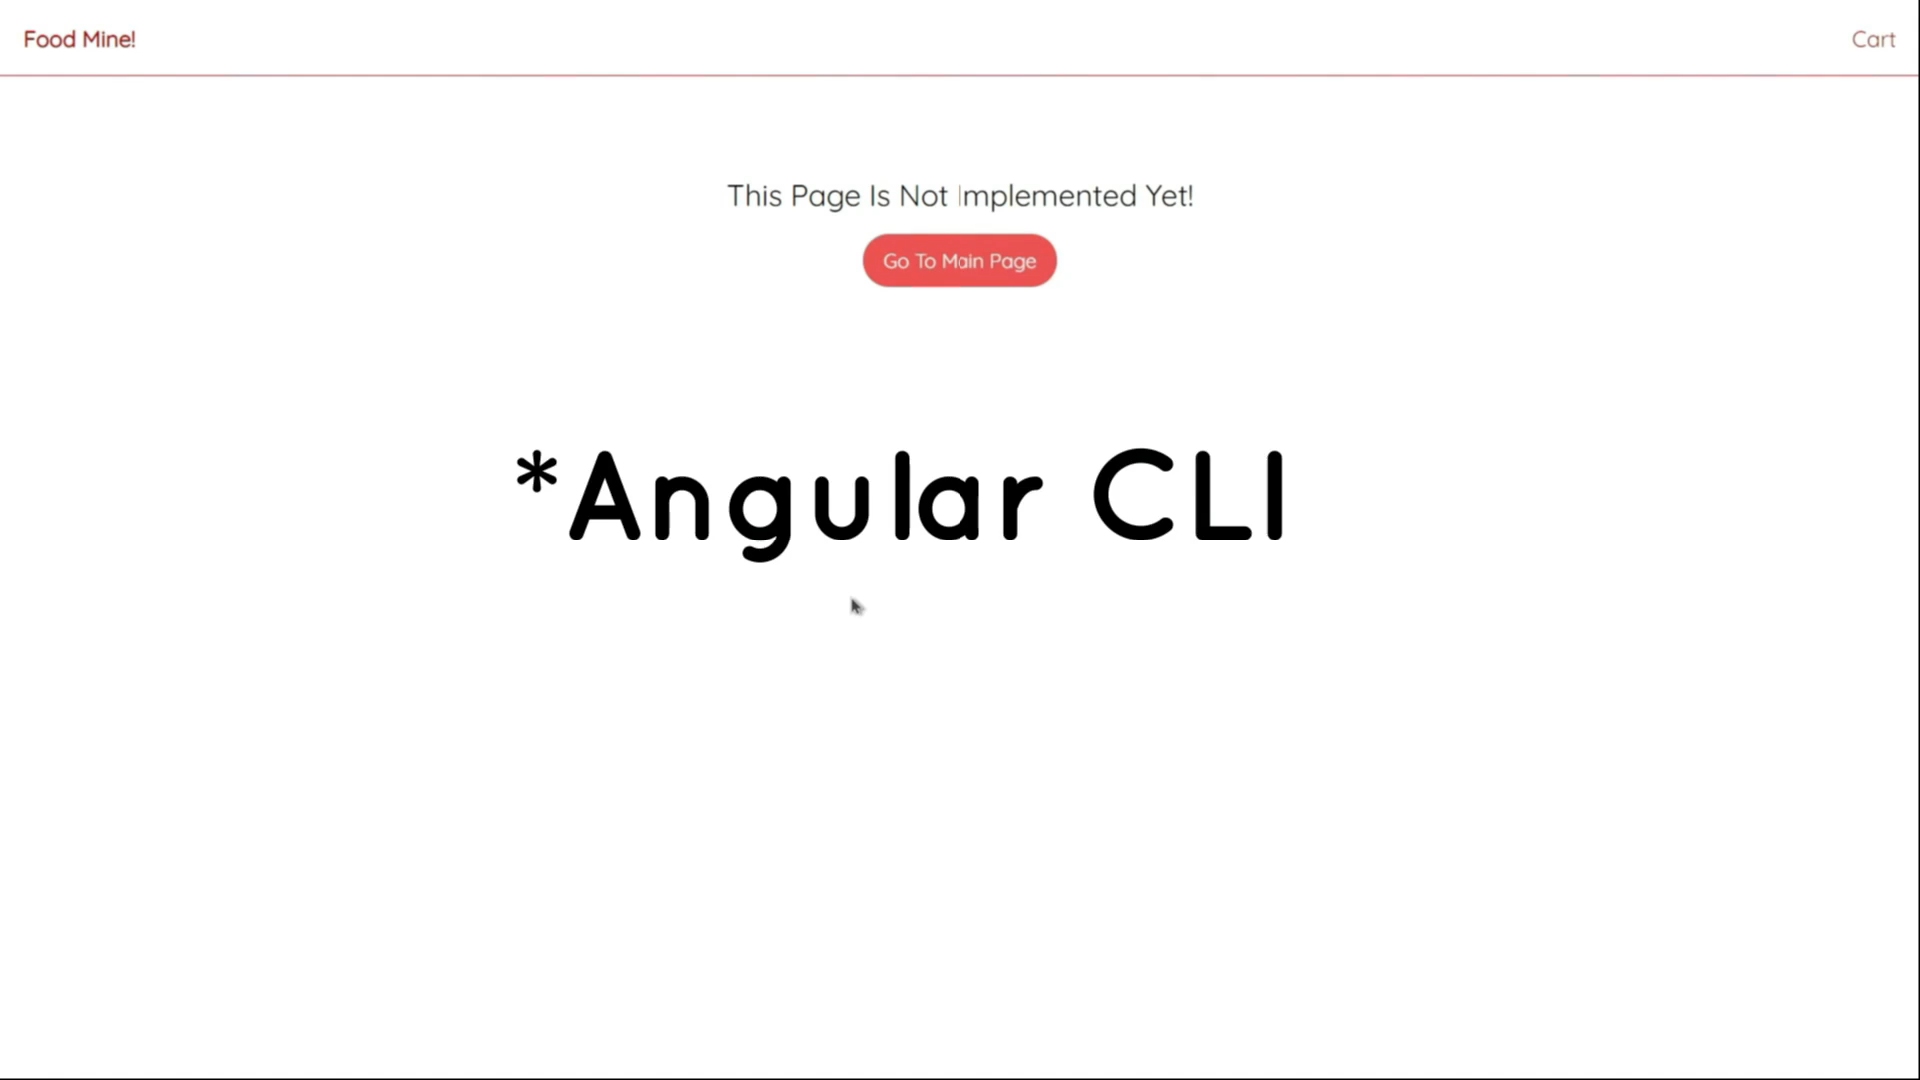 Food Mine!
Cart
This Page Is Not Implemented Yet!
Go To Main Page
*Angular CLI